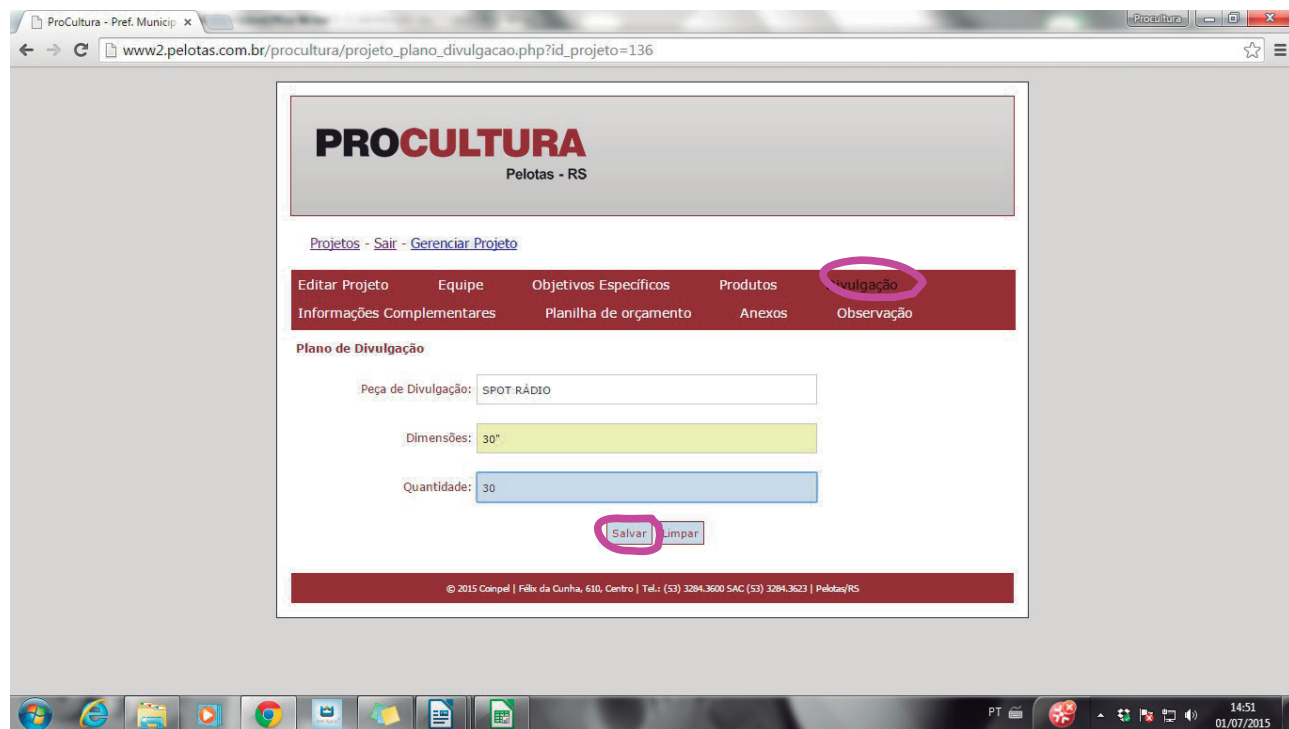 ProCultura - Pref. Municip
Procultura
www2.pelotas.com.br/procultura/projeto_plano_divulgacao.php?id_projeto=136
PROCULTURA
Pelotas - RS
Projetos - Sair - Gerenciar Projeto
Editar Projeto Equipe Objetivos Específicos Produtos Divulgação
Informações Complementares Planilha de orçamento Anexos Observação
Plano de Divulgação
Peça de Divulgação: SPOT RÁDIO
Dimensões: 30"
Quantidade: 30
Salvar Limpar
© 2015 Coinpel | Félix da Cunha, 610, Centro | Tel.: (53) 3284.3600 SAC (53) 3284.3623 | Pelotas/RS
PT
14:51
01/07/2015